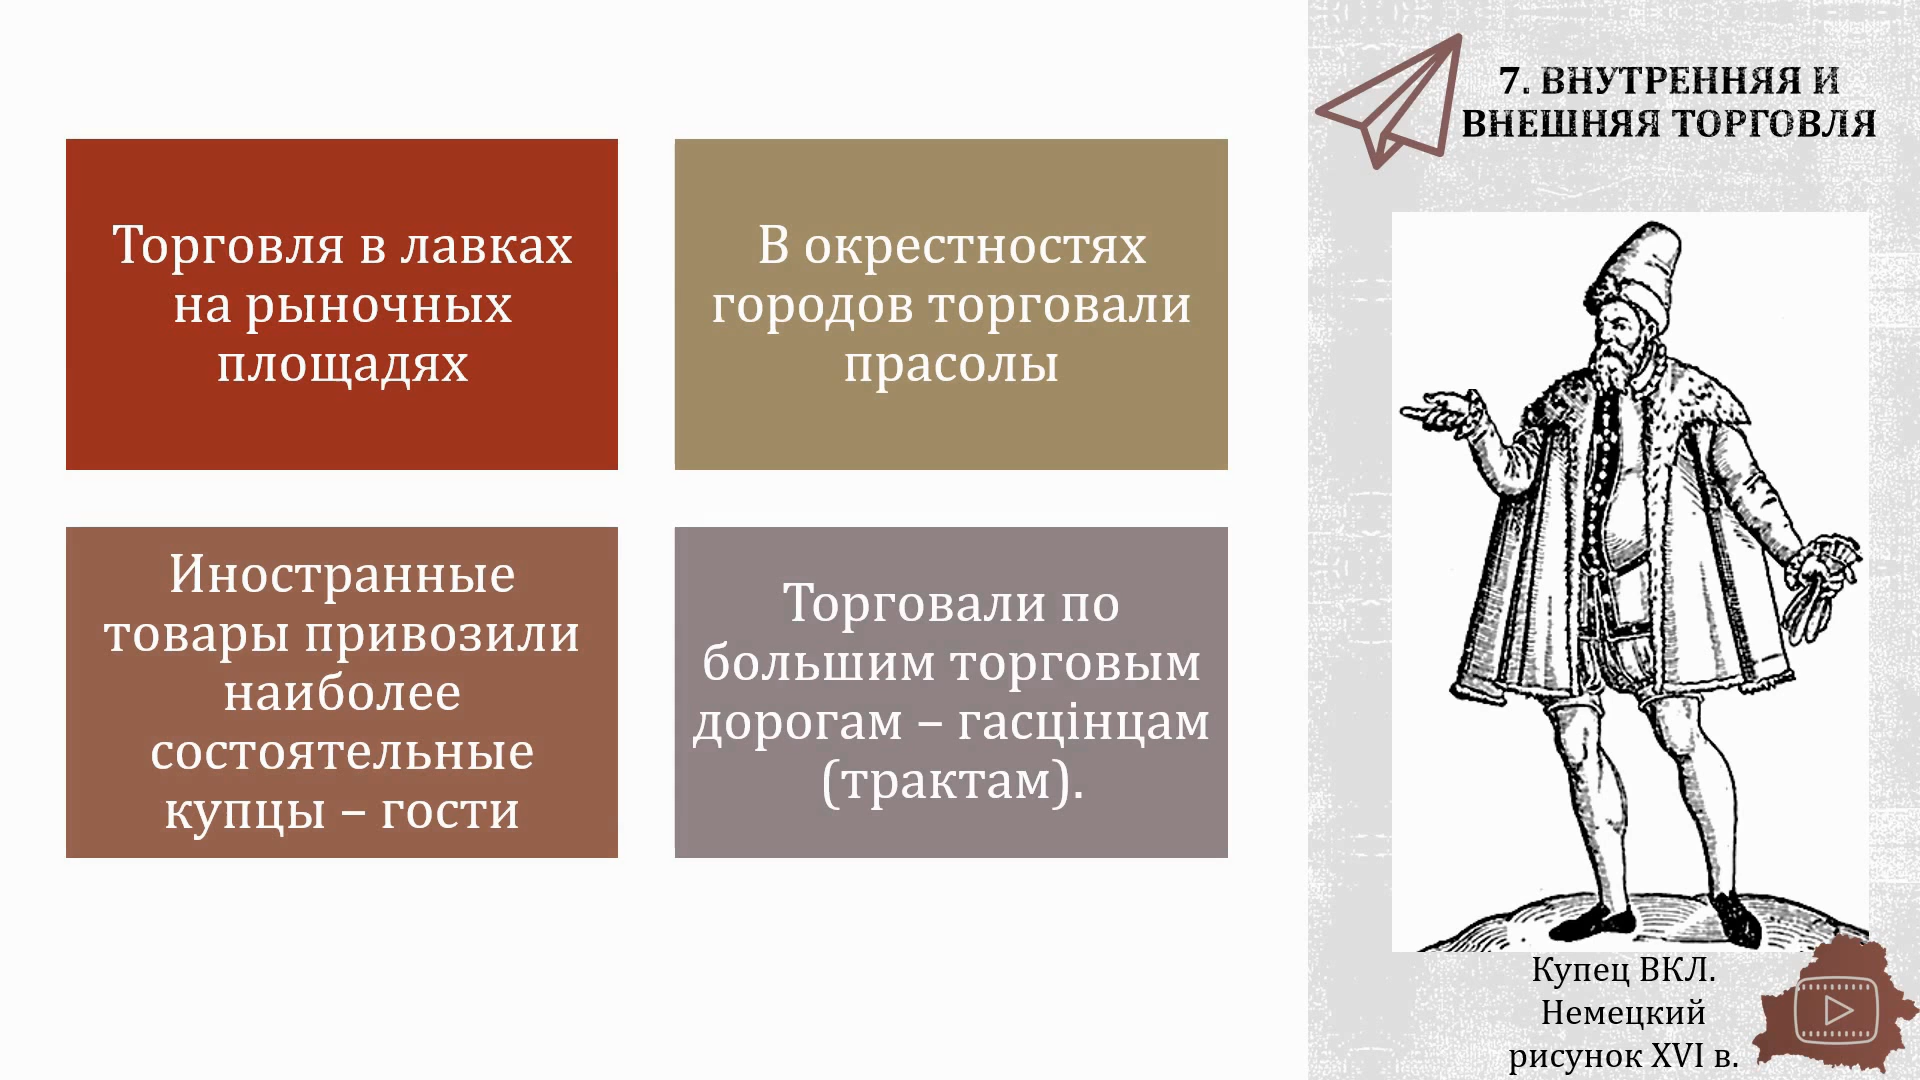 7. ВНУТРЕННЯЯ И
ВНЕШНЯЯ ТОРГОВЛЯ
Торговля в лавках
на рыночных
площадях
В окрестностях
городов торговали
прасолы
Иностранные
товары привозили
наиболее
состоятельные
купцы – гости
Торговали по
большим торговым
дорогам – гасцінцам
(трактам).
Купец ВКЛ.
Немецкий
рисунок XVI в.